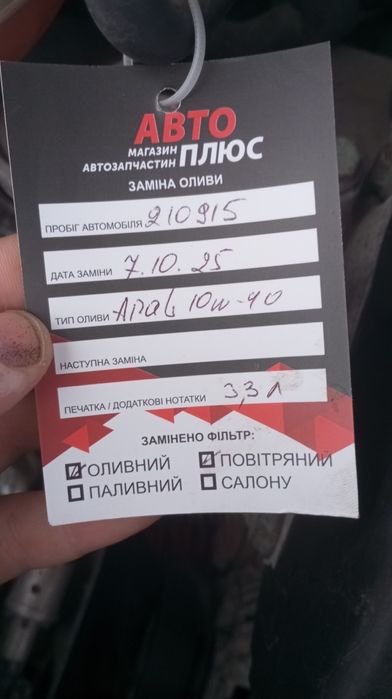 АВТО
МАГАЗИН
АВТОЗАПЧАСТИН ПЛЮС
ЗАМІНА ОЛИВИ
ПРОБІГ АВТОМОБІЛЯ 210915
ДАТА ЗАМІНИ 7.10.25
ТИП ОЛИВИ Aral 10w-40
НАСТУПНА ЗАМІНА
ПЕЧАТКА / ДОДАТКОВІ НОТАТКИ 3,3 л
ЗАМІНЕНО ФІЛЬТР:
ОЛИВНИЙ ПОВІТРЯНИЙ
ПАЛИВНИЙ САЛОНУ